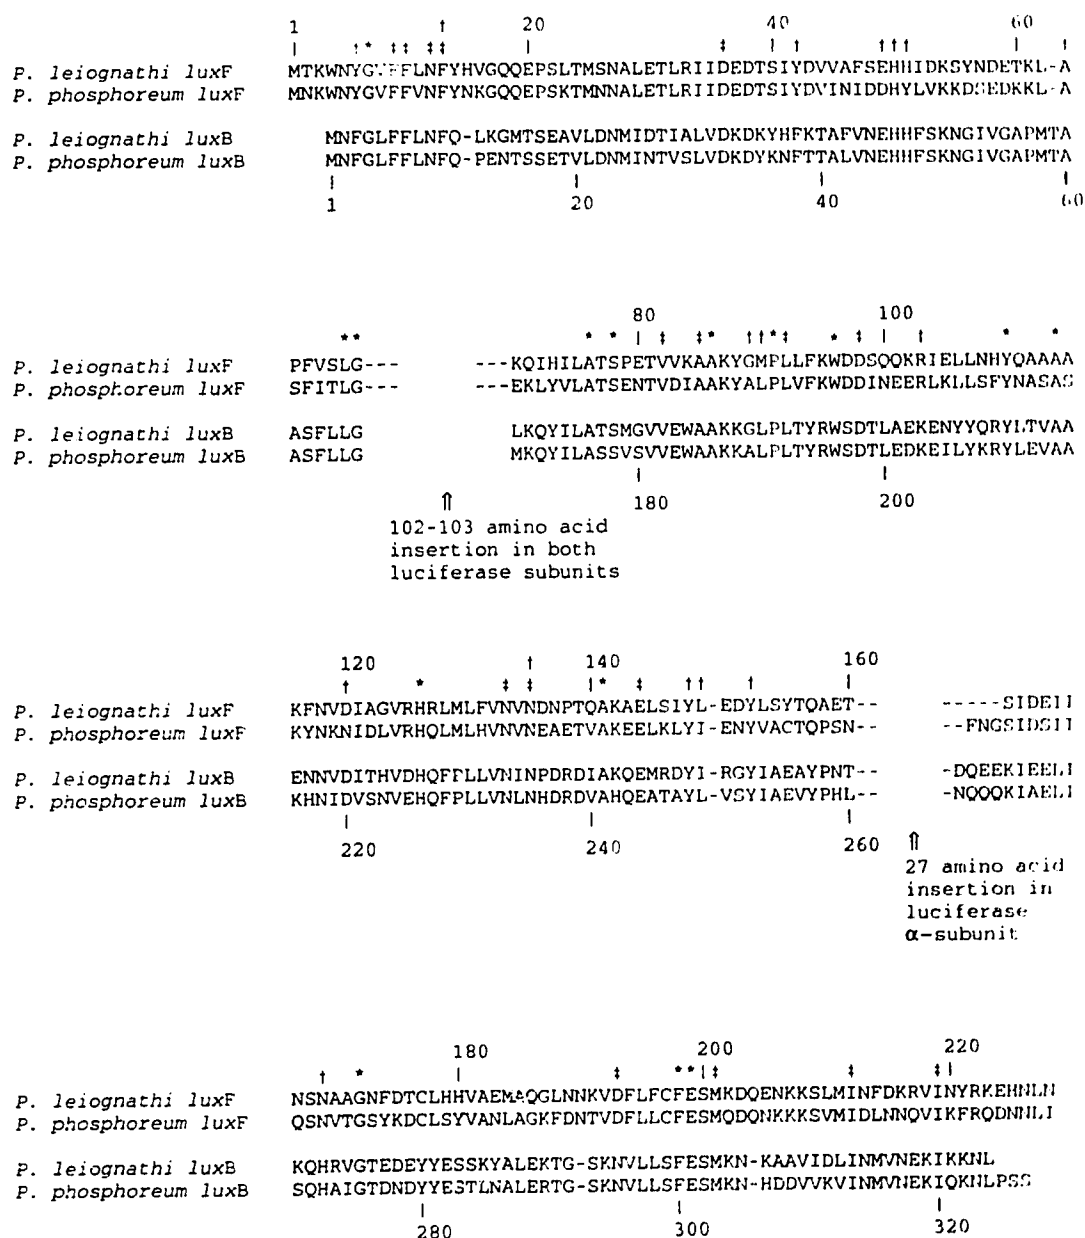 1 † 20 40 60
| † * ‡ ‡ ‡ ‡ | ‡ | † † † † | †
P. leiognathi luxF MTKWNYGVFFLNFYHVGQQEPSLTMSNALETLRIIDEDTSIYDVVAFSEHHIDKSYNDETKL-A
P. phosphoreum luxF MNKWNYGVFFVNFYNKGQQEPSKTMNNALETLRIIDEDTSIYDVINIDDHYLVKKDSEDKKL-A
P. leiognathi luxB MNFGLFFLNFQ-LKGMTSEAVLDNMIDTIALVDKDKYHFKTAFVNEHHFSKNGIVGAPMTA
P. phosphoreum luxB MNFGLFFLNFQ-PENTSSETVLDNMINTVSLVDKDYKNFTTALVNEHHFSKNGIVGAPMTA
| | | |
1 20 40 60
80 100
** * * | ‡ ‡* ††*‡ * ‡ | † * *
P. leiognathi luxF PFVSLG--- ---KQIHILATSPETVVKAAKYGMPLLFKWDDSQQKRIELLNHYQAAAA
P. phosphoreum luxF SFITLG--- ---EKLYVLATSENTVDIAAKYALPLVFKWDDINEERLKLLSFYNASAS
P. leiognathi luxB ASFLLG LKQYILATSMGVVEWAAKKGLPLTYRWSDTLAEKENYYQRYLTVAA
P. phosphoreum luxB ASFLLG MKQYILASSVSVVEWAAKKALPLTYRWSDTLEDKEILYKRYLEVAA
| |
⇑ 180 200
102-103 amino acid
insertion in both
luciferase subunits
120 † 140 160
† * ‡ ‡ |* ‡ †† † |
P. leiognathi luxF KFNVDIAGVRHRLMLFVNVNDNPTQAKAELSIYL-EDYLSYTQAET-- -----SIDEII
P. phosphoreum luxF KYNKNIDLVRHQLMLHVNVNEAETVAKEELKLYI-ENYVACTQPSN-- --FNGSIDSII
P. leiognathi luxB ENNVDITHVDHQFPLLVNINPDRDIAKQEMRDYI-RGYIAEAYPNT-- -DQEEKIEELI
P. phosphoreum luxB KHNIDVSNVEHQFPLLVNLNHDRDVAHQEATAYL-VSYIAEVYPHL-- -NQQQKIAELI
| | |
220 240 260 ⇑
27 amino acid
insertion in
luciferase
α-subunit
180 200 220
† * | ‡ **|‡ ‡ ‡|
P. leiognathi luxF NSNAAGNFDTCLHHVAEMAQGLNNKVDFLFCFESMKDQENKKSLMINFDKRVINYRKEHNLN
P. phosphoreum luxF QSNVTGSYKDCLSYVANLAGKFDNTVDFLLCFESMQDQNKKKSVMIDLNNQVIKFRQDNNLI
P. leiognathi luxB KQHRVGTEDEYYESSKYALEKTG-SKNVLLSFESMKN-KAAVIDLINMVNEKIKKNL
P. phosphoreum luxB SQHAIGTDNDYYESTLNALERTG-SKNVLLSFESMKN-HDDVVKVINMVNEKIQKNLPSS
| | |
280 300 320